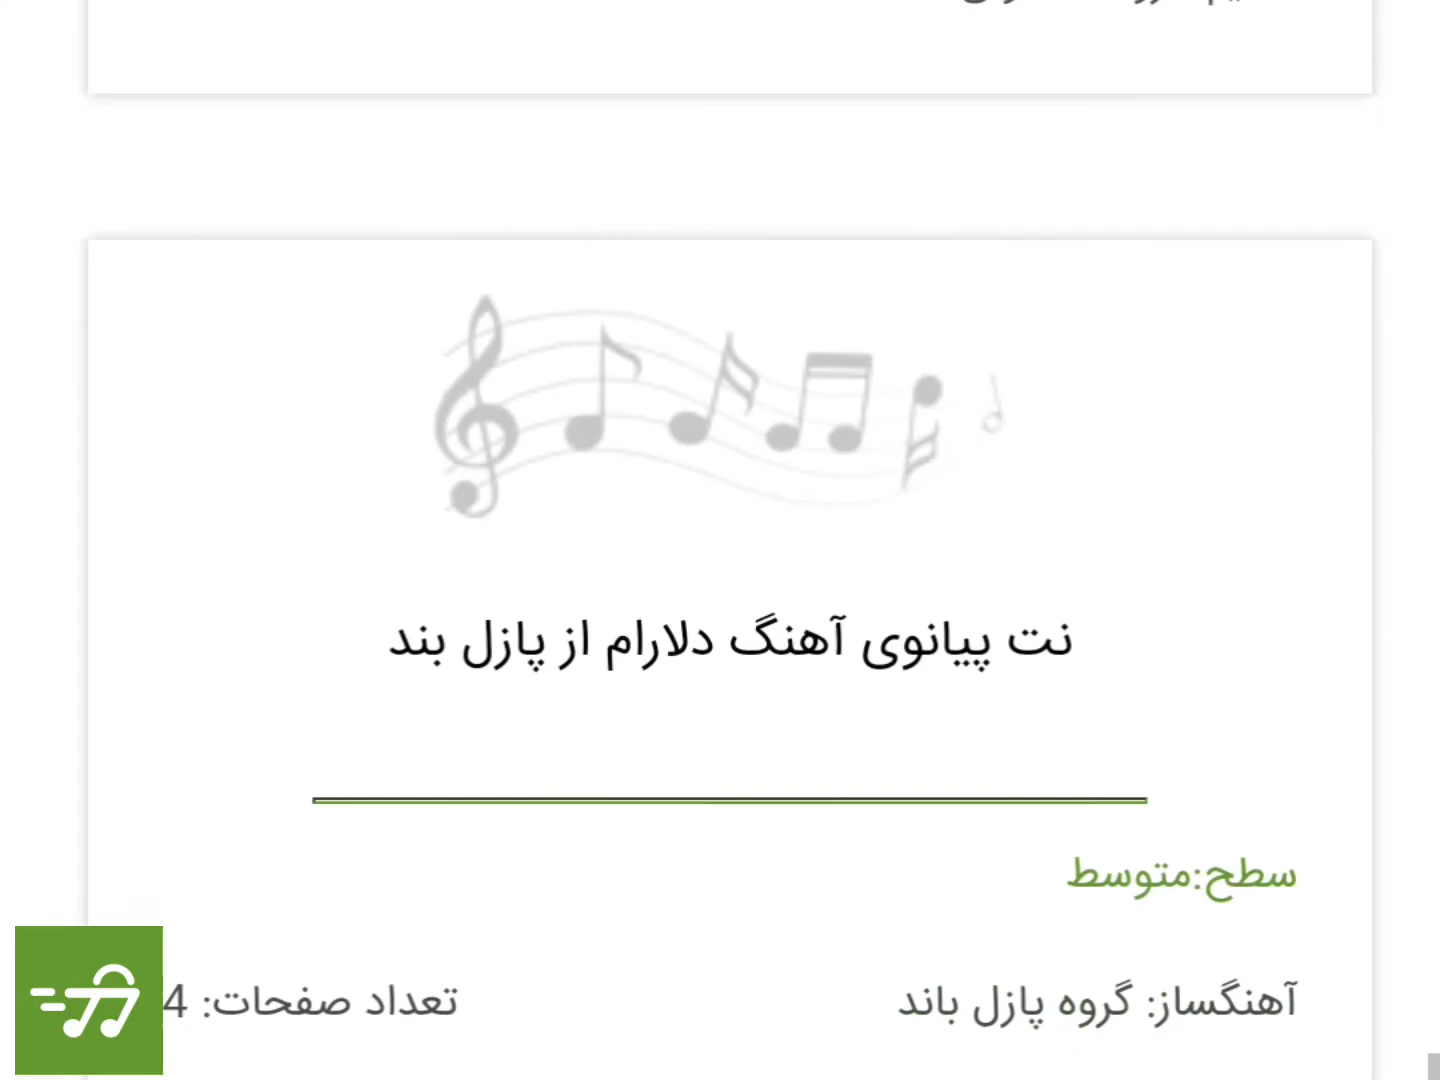 نت پیانوی آهنگ دلارام از پازل بند
سطح:متوسط
آهنگساز: گروه پازل باند
تعداد صفحات: 4